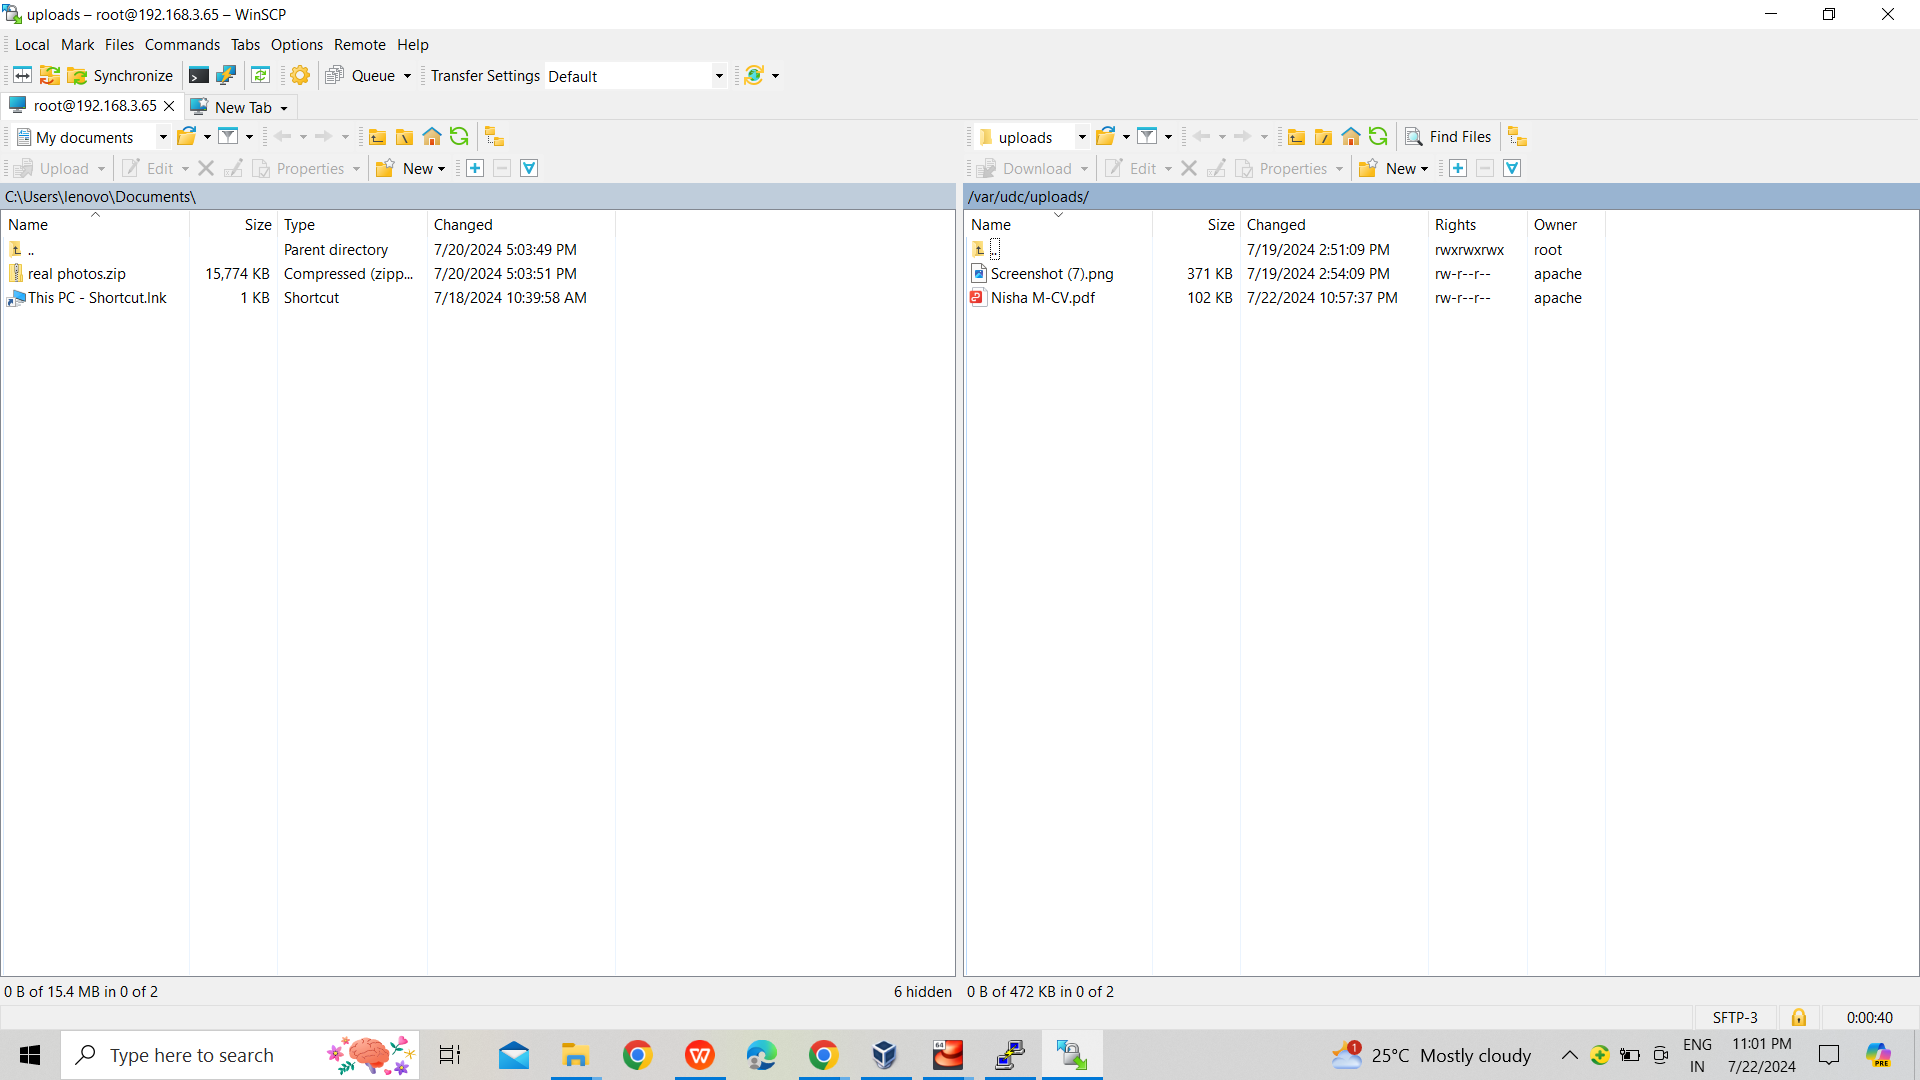 uploads – root@192.168.3.65 – WinSCP
Local Mark Files Commands Tabs Options Remote Help
Synchronize Queue Transfer Settings Default
root@192.168.3.65 New Tab
My documents
uploads Find Files
Upload Edit Properties New
Download Edit Properties New
C:\Users\lenovo\Documents\
/var/udc/uploads/
Name Size Type Changed
.. Parent directory 7/20/2024 5:03:49 PM
real photos.zip 15,774 KB Compressed (zipp... 7/20/2024 5:03:51 PM
This PC - Shortcut.lnk 1 KB Shortcut 7/18/2024 10:39:58 AM
Name Size Changed Rights Owner
.. 7/19/2024 2:51:09 PM rwxrwxrwx root
Screenshot (7).png 371 KB 7/19/2024 2:54:09 PM rw-r--r-- apache
Nisha M-CV.pdf 102 KB 7/22/2024 10:57:37 PM rw-r--r-- apache
0 B of 15.4 MB in 0 of 2 6 hidden
0 B of 472 KB in 0 of 2
SFTP-3 0:00:40
Type here to search
W
64
1
25°C Mostly cloudy
ENG
IN
11:01 PM
7/22/2024
PRE